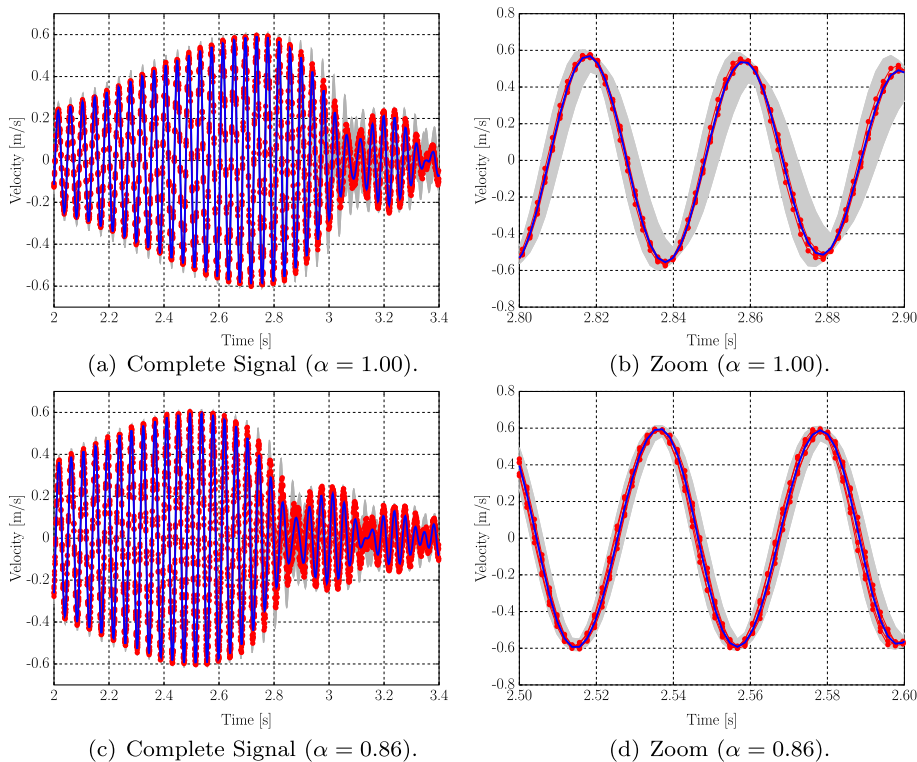 0.6
0.4
0.2
0
-0.2
-0.4
-0.6
Velocity [m/s]
2 2.2 2.4 2.6 2.8 3 3.2 3.4
Time [s]
(a) Complete Signal (α = 1.00).
0.8
0.6
0.4
0.2
0
-0.2
-0.4
-0.6
-0.8
Velocity [m/s]
2.80 2.82 2.84 2.86 2.88 2.90
Time [s]
(b) Zoom (α = 1.00).
0.6
0.4
0.2
0
-0.2
-0.4
-0.6
Velocity [m/s]
2 2.2 2.4 2.6 2.8 3 3.2 3.4
Time [s]
(c) Complete Signal (α = 0.86).
0.8
0.6
0.4
0.2
0
-0.2
-0.4
-0.6
-0.8
Velocity [m/s]
2.50 2.52 2.54 2.56 2.58 2.60
Time [s]
(d) Zoom (α = 0.86).